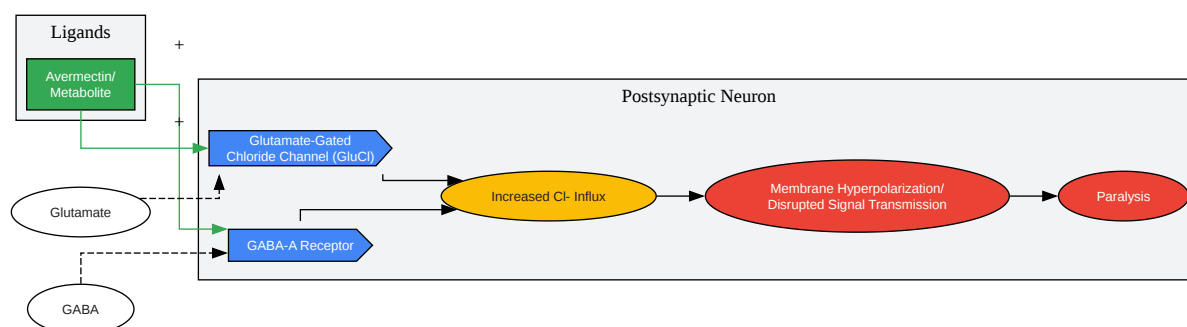 Ligands
+
Avermectin/
Metabolite
Postsynaptic Neuron
+
Glutamate-Gated
Chloride Channel (GluCl)
Increased Cl- Influx
Membrane Hyperpolarization/
Disrupted Signal Transmission
Paralysis
Glutamate
GABA-A Receptor
GABA